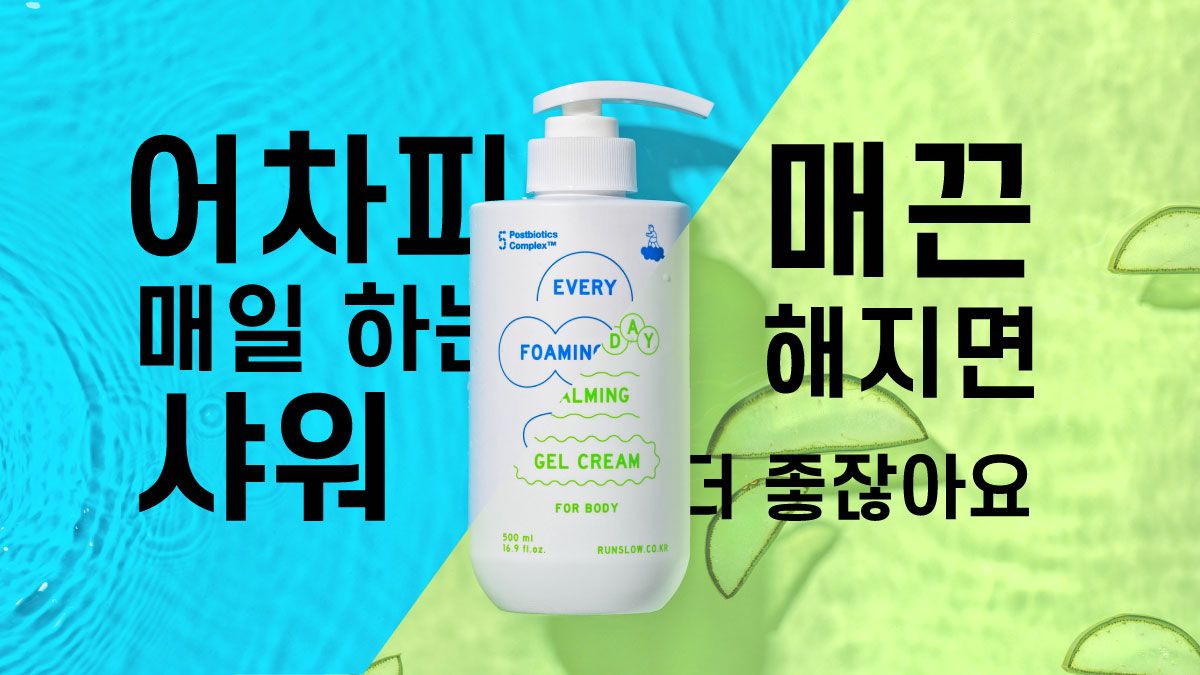 어차피
매일 하는
샤워
매끈
해지면
더 좋잖아요
5 Postbiotics
Complex™
EVERY
DAY
FOAMING
ALMING
GEL CREAM
FOR BODY
500 ml
16.9 fl.oz.
RUNSLOW.CO.KR